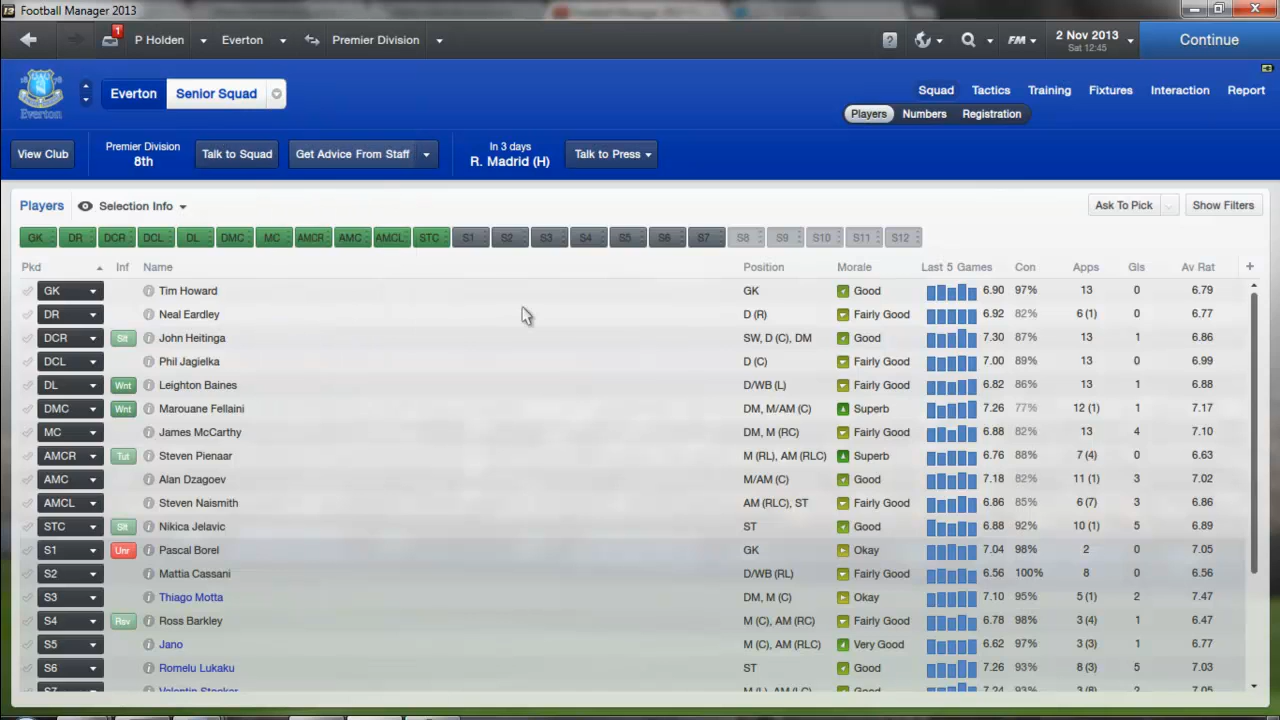 Football Manager 2013
1 P Holden Everton Premier Division ? FM 2 Nov 2013 Sat 12:45 Continue
Everton Everton Senior Squad Squad Tactics Training Fixtures Interaction Report
Players Numbers Registration
View Club Premier Division 8th Talk to Squad Get Advice From Staff In 3 days R. Madrid (H) Talk to Press
Players Selection Info Ask To Pick Show Filters
GK DR DCR DCL DL DMC MC AMCR AMC AMCL STC S1 S2 S3 S4 S5 S6 S7 S8 S9 S10 S11 S12
Pkd Inf Name Position Morale Last 5 Games Con Apps Gls Av Rat +
GK Tim Howard GK Good 6.90 97% 13 0 6.79
DR Neal Eardley D (R) Fairly Good 6.92 82% 6 (1) 0 6.77
DCR Slt John Heitinga SW, D (C), DM Good 7.30 87% 13 1 6.86
DCL Phil Jagielka D (C) Fairly Good 7.00 89% 13 0 6.99
DL Wnt Leighton Baines D/WB (L) Fairly Good 6.82 86% 13 1 6.88
DMC Wnt Marouane Fellaini DM, M/AM (C) Superb 7.26 77% 12 (1) 1 7.17
MC James McCarthy DM, M (RC) Fairly Good 6.88 82% 13 4 7.10
AMCR Tut Steven Pienaar M (RL), AM (RLC) Superb 6.76 88% 7 (4) 0 6.63
AMC Alan Dzagoev M/AM (C) Good 7.18 82% 11 (1) 3 7.02
AMCL Steven Naismith AM (RLC), ST Fairly Good 6.86 85% 6 (7) 3 6.86
STC Slt Nikica Jelavic ST Good 6.88 92% 10 (1) 5 6.89
S1 Unr Pascal Borel GK Okay 7.04 98% 2 0 7.05
S2 Mattia Cassani D/WB (RL) Fairly Good 6.56 100% 8 0 6.56
S3 Thiago Motta DM, M (C) Okay 7.10 95% 5 (1) 2 7.47
S4 Rsv Ross Barkley M (C), AM (RC) Fairly Good 6.78 98% 3 (4) 1 6.47
S5 Jano M (C), AM (RLC) Very Good 6.62 97% 3 (3) 1 6.77
S6 Romelu Lukaku ST Good 7.26 93% 8 (3) 5 7.03
S7 Valentin Stocker M (L), AM (LC) Good 7.24 93% 3 (8) 2 7.05